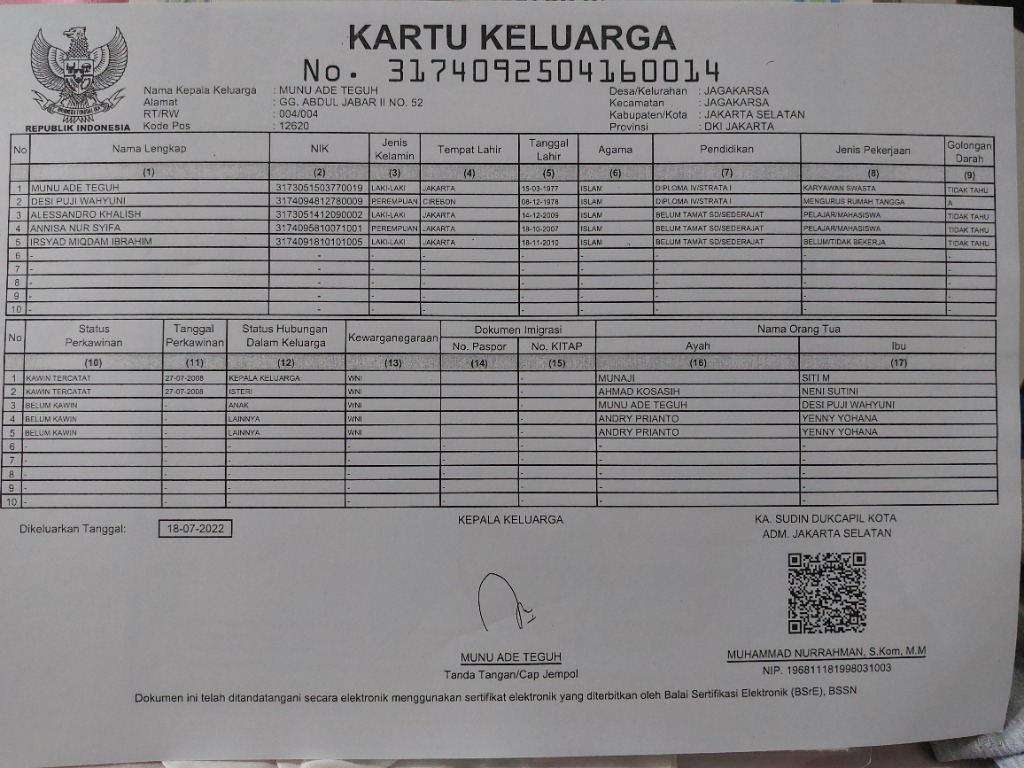 KARTU KELUARGA
No. 3174092504160014
REPUBLIK INDONESIA
Nama Kepala Keluarga : MUNU ADE TEGUH
Alamat : GG. ABDUL JABAR II NO. 52
RT/RW : 004/004
Kode Pos : 12620
Desa/Kelurahan : JAGAKARSA
Kecamatan : JAGAKARSA
Kabupaten/Kota : JAKARTA SELATAN
Provinsi : DKI JAKARTA
No Nama Lengkap NIK Jenis Kelamin Tempat Lahir Tanggal Lahir Agama Pendidikan Jenis Pekerjaan Golongan Darah
(1) (2) (3) (4) (5) (6) (7) (8) (9)
1 MUNU ADE TEGUH 3173051503770019 LAKI-LAKI JAKARTA 15-03-1977 ISLAM DIPLOMA IV/STRATA I KARYAWAN SWASTA TIDAK TAHU
2 DESI PUJI WAHYUNI 3174094812780009 PEREMPUAN CIREBON 08-12-1978 ISLAM DIPLOMA IV/STRATA I MENGURUS RUMAH TANGGA A
3 ALESSANDRO KHALISH 3173051412090002 LAKI-LAKI JAKARTA 14-12-2009 ISLAM BELUM TAMAT SD/SEDERAJAT PELAJAR/MAHASISWA TIDAK TAHU
4 ANNISA NUR SYIFA 3174095810071001 PEREMPUAN JAKARTA 18-10-2007 ISLAM BELUM TAMAT SD/SEDERAJAT PELAJAR/MAHASISWA TIDAK TAHU
5 IRSYAD MIQDAM IBRAHIM 3174091810101005 LAKI-LAKI JAKARTA 18-11-2010 ISLAM BELUM TAMAT SD/SEDERAJAT BELUM/TIDAK BEKERJA TIDAK TAHU
6 - - - - - - - - -
7 - - - - - - - - -
8 - - - - - - - - -
9 - - - - - - - - -
10 - - - - - - - - -
No Status Perkawinan Tanggal Perkawinan Status Hubungan Dalam Keluarga Kewarganegaraan Dokumen Imigrasi Nama Orang Tua
No. Paspor No. KITAP Ayah Ibu
(10) (11) (12) (13) (14) (15) (16) (17)
1 KAWIN TERCATAT 27-07-2008 KEPALA KELUARGA WNI - MUNAJI SITI M
2 KAWIN TERCATAT 27-07-2008 ISTERI WNI - AHMAD KOSASIH NENI SUTINI
3 BELUM KAWIN - ANAK WNI - MUNU ADE TEGUH DESI PUJI WAHYUNI
4 BELUM KAWIN - LAINNYA WNI - ANDRY PRIANTO YENNY YOHANA
5 BELUM KAWIN - LAINNYA WNI - ANDRY PRIANTO YENNY YOHANA
6 - - - - - - - -
7 - - - - - - - -
8 - - - - - - - -
9 - - - - - - - -
10 - - - - - - - -
Dikeluarkan Tanggal: 18-07-2022
KEPALA KELUARGA
MUNU ADE TEGUH
Tanda Tangan/Cap Jempol
KA. SUDIN DUKCAPIL KOTA
ADM. JAKARTA SELATAN
MUHAMMAD NURRAHMAN, S.Kom, M.M
NIP. 196811181998031003
Dokumen ini telah ditandatangani secara elektronik menggunakan sertifikat elektronik yang diterbitkan oleh Balai Sertifikasi Elektronik (BSrE), BSSN